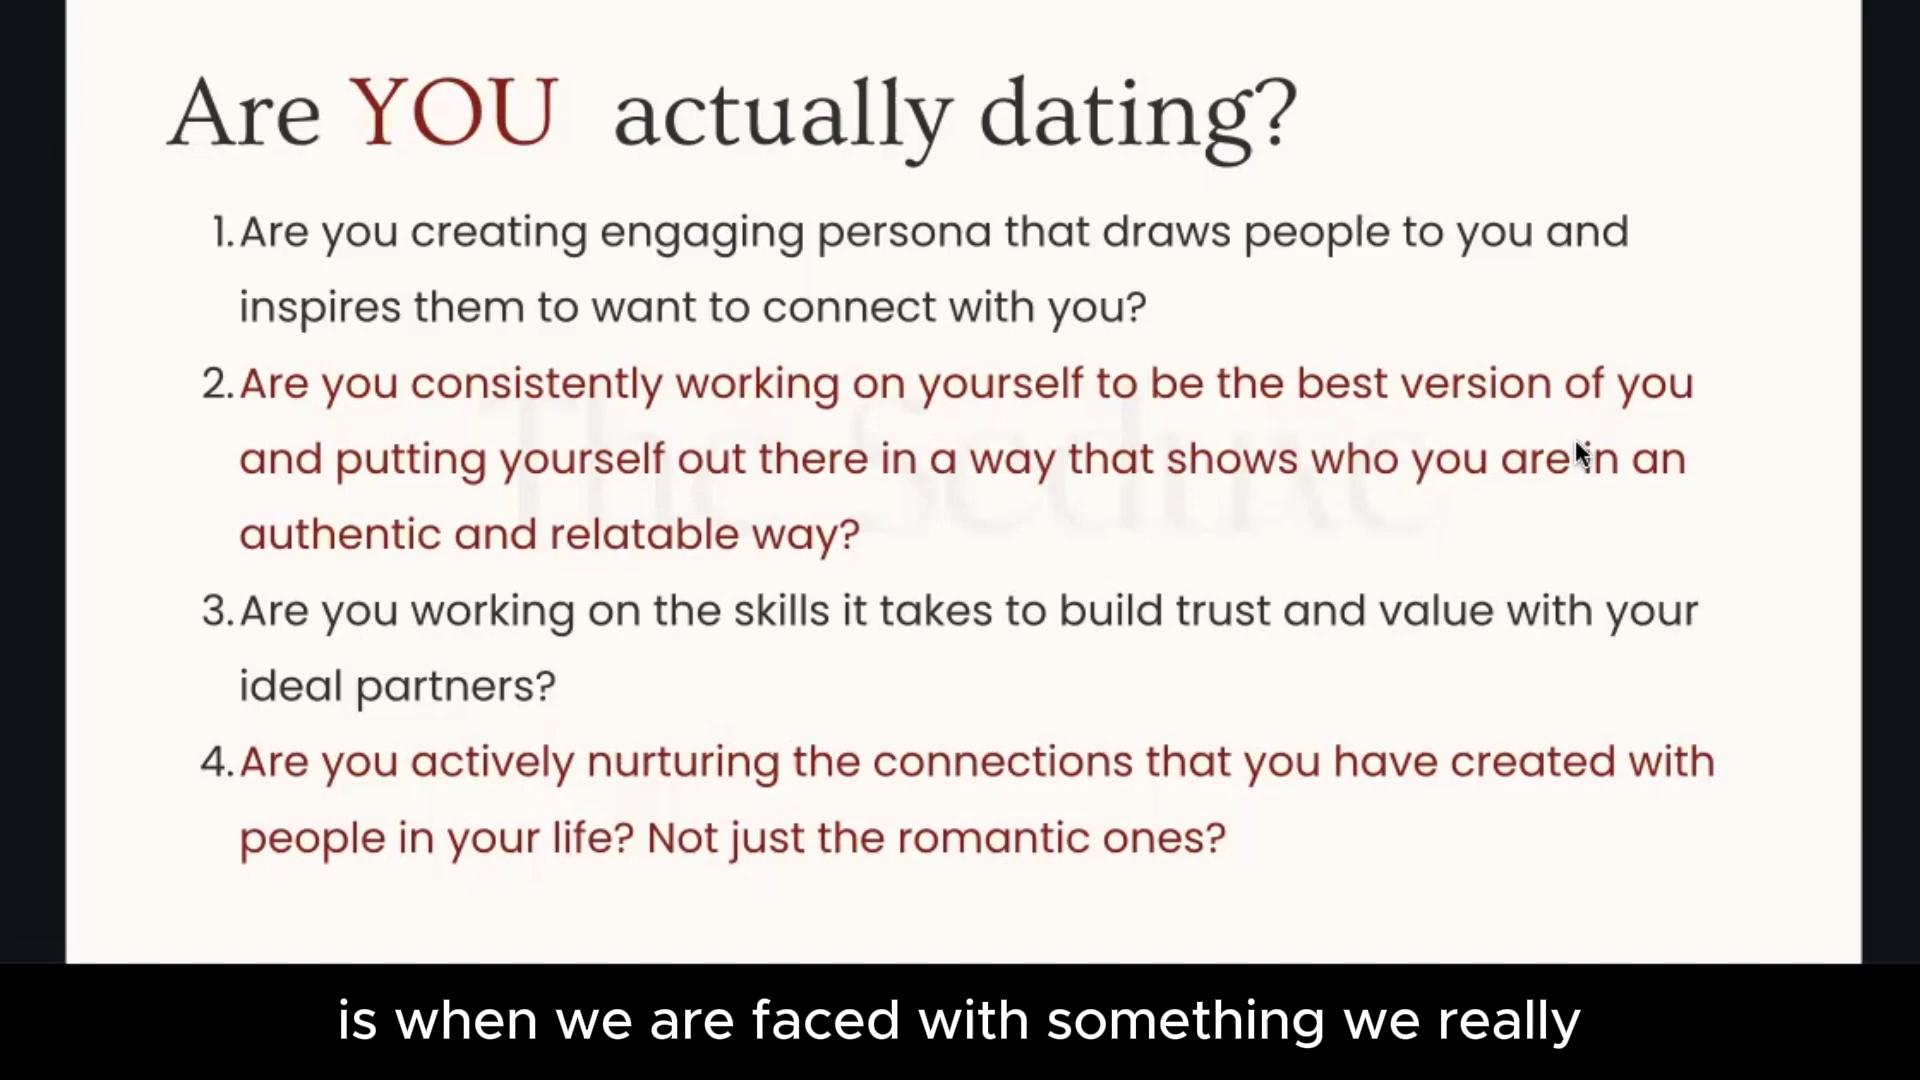 Are YOU actually dating?
1. Are you creating engaging persona that draws people to you and
inspires them to want to connect with you?
2. Are you consistently working on yourself to be the best version of you
and putting yourself out there in a way that shows who you are in an
authentic and relatable way?
3. Are you working on the skills it takes to build trust and value with your
ideal partners?
4. Are you actively nurturing the connections that you have created with
people in your life? Not just the romantic ones?
is when we are faced with something we really